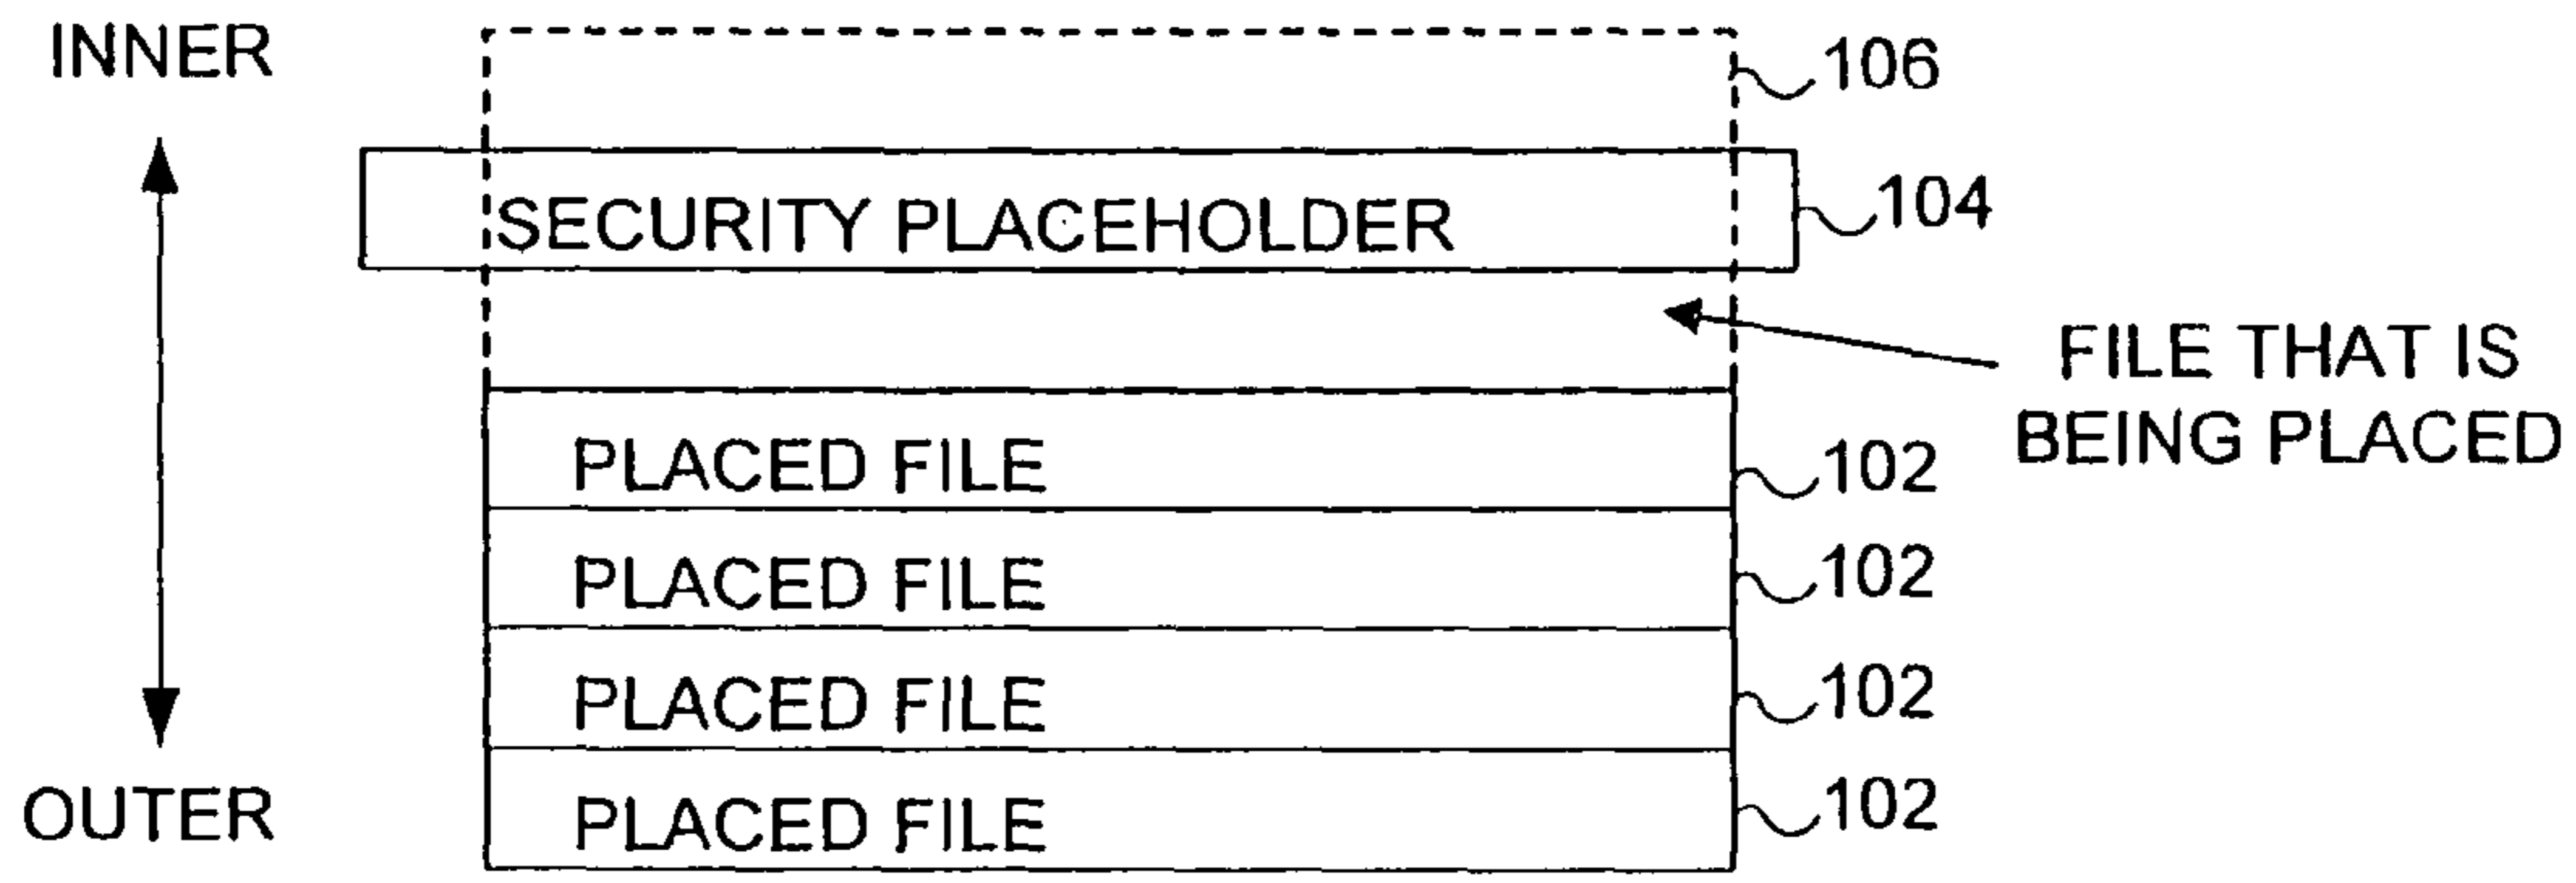 INNER
106
SECURITY PLACEHOLDER
104
FILE THAT IS
BEING PLACED
PLACED FILE
102
PLACED FILE
102
PLACED FILE
102
PLACED FILE
102
OUTER